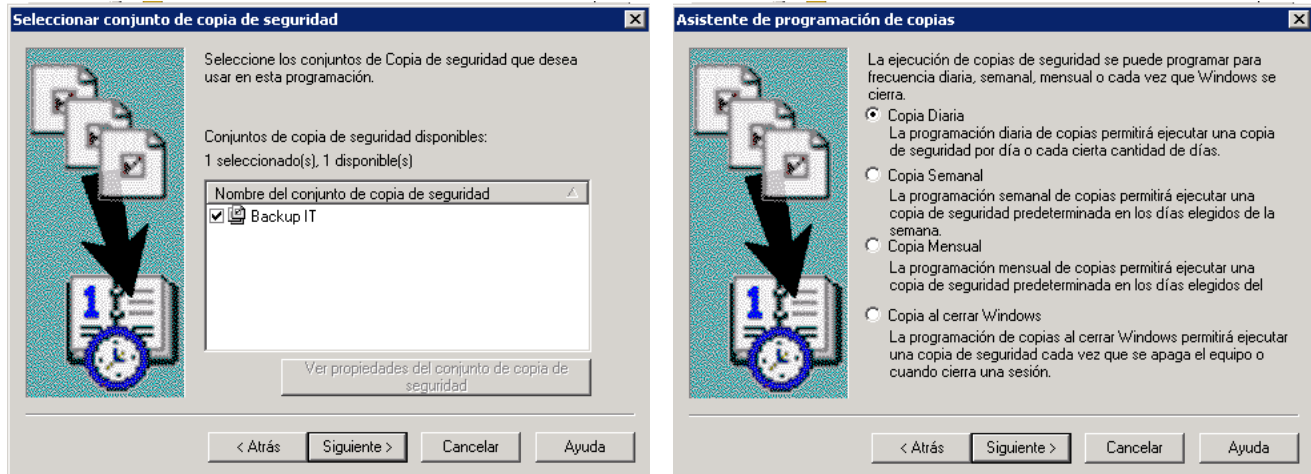 Seleccionar conjunto de copia de seguridad
Seleccione los conjuntos de Copia de seguridad que desea
usar en esta programación.
Conjuntos de copia de seguridad disponibles:
1 seleccionado(s), 1 disponible(s)
Nombre del conjunto de copia de seguridad
Backup IT
Ver propiedades del conjunto de copia de
seguridad
< Atrás
Siguiente >
Cancelar
Ayuda
Asistente de programación de copias
La ejecución de copias de seguridad se puede programar para
frecuencia diaria, semanal, mensual o cada vez que Windows se
cierra.
Copia Diaria
La programación diaria de copias permitirá ejecutar una copia
de seguridad por día o cada cierta cantidad de días.
Copia Semanal
La programación semanal de copias permitirá ejecutar una
copia de seguridad predeterminada en los días elegidos de la
semana.
Copia Mensual
La programación mensual de copias permitirá ejecutar una
copia de seguridad predeterminada en los días elegidos del
Copia al cerrar Windows
La programación de copias al cerrar Windows permitirá ejecutar
una copia de seguridad cada vez que se apaga el equipo o
cuando cierra una sesión.
< Atrás
Siguiente >
Cancelar
Ayuda
1
1